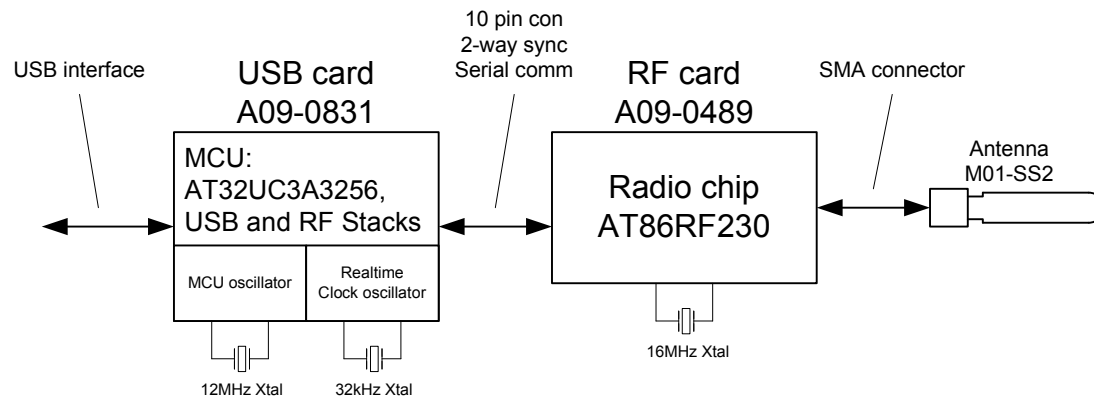 10 pin con
2-way sync
Serial comm
USB interface
USB card
A09-0831
RF card
A09-0489
SMA connector
MCU:
AT32UC3A3256,
USB and RF Stacks
MCU oscillator
Realtime
Clock oscillator
12MHz Xtal
32kHz Xtal
Radio chip
AT86RF230
16MHz Xtal
Antenna
M01-SS2